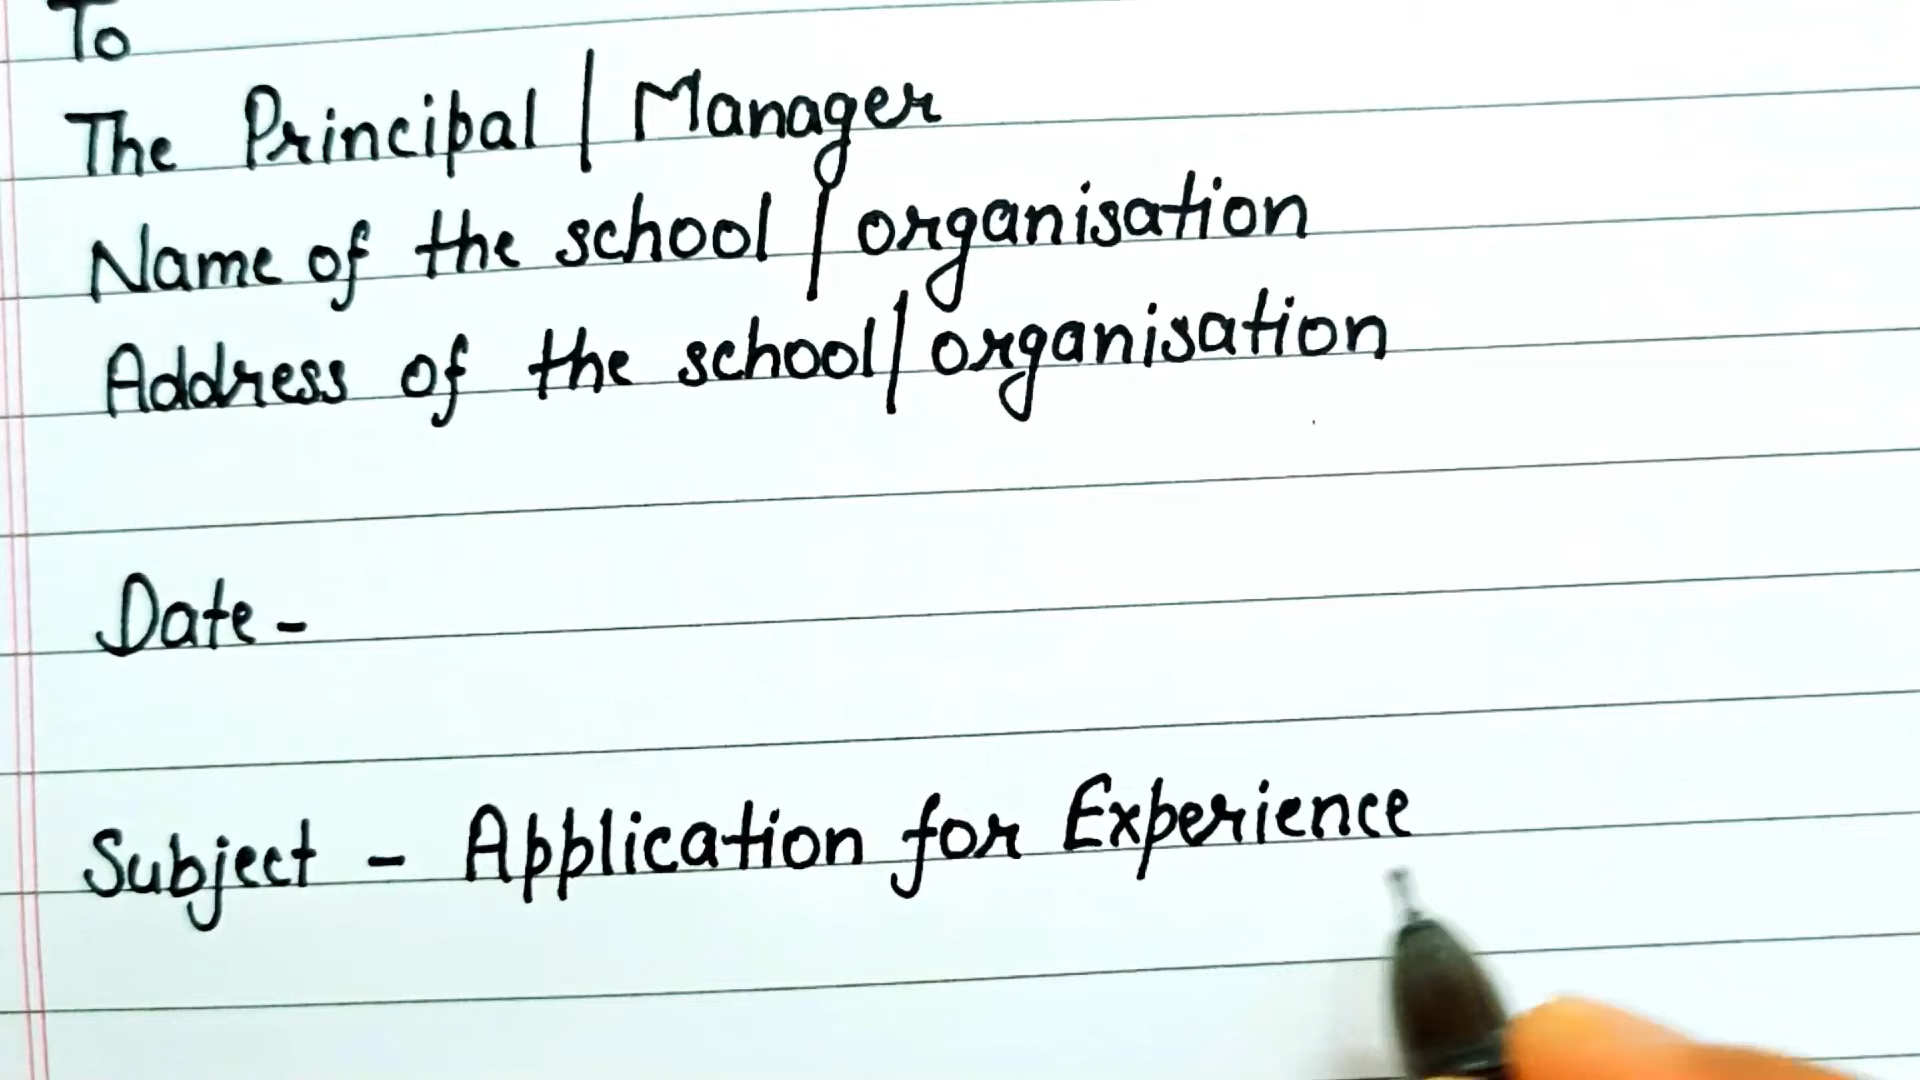 To
The Principal / Manager
Name of the school / organisation
Address of the school / organisation
Date -
Subject - Application for Experience